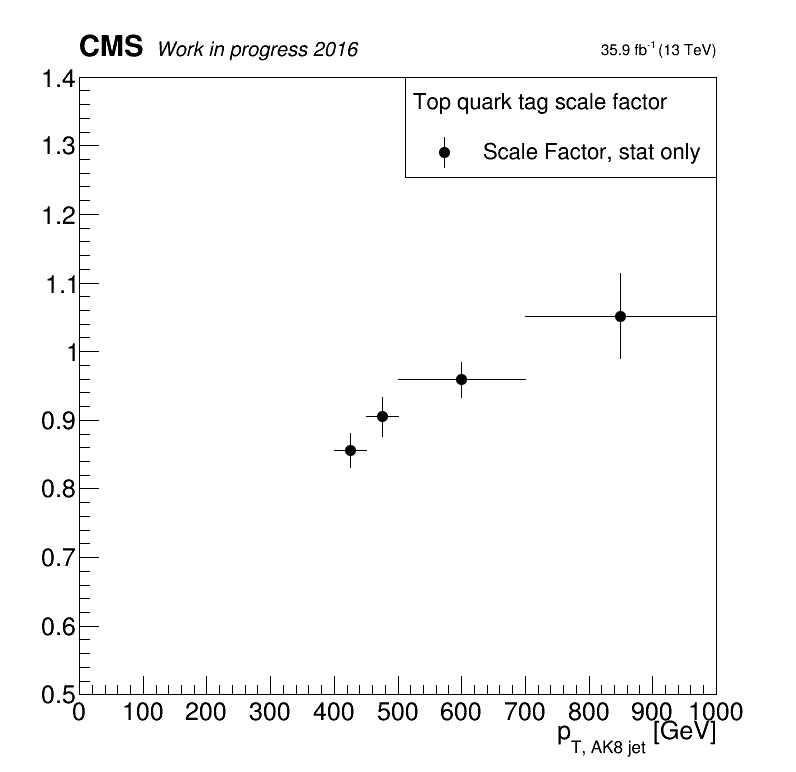 CMS Work in progress 2016 35.9 fb⁻¹ (13 TeV)
Top quark tag scale factor
Scale Factor, stat only
1.4
1.3
1.2
1.1
1
0.9
0.8
0.7
0.6
0.5
0 100 200 300 400 500 600 700 800 900 1000
p T, AK8 jet [GeV]